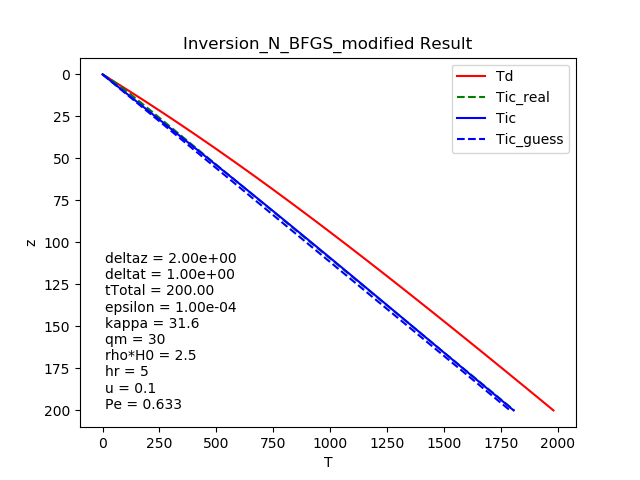 Inversion_N_BFGS_modified Result
Td
Tic_real
Tic
Tic_guess
0
25
50
75
100
125
150
175
200
z
deltaz = 2.00e+00
deltat = 1.00e+00
tTotal = 200.00
epsilon = 1.00e-04
kappa = 31.6
qm = 30
rho*H0 = 2.5
hr = 5
u = 0.1
Pe = 0.633
0 250 500 750 1000 1250 1500 1750 2000
T